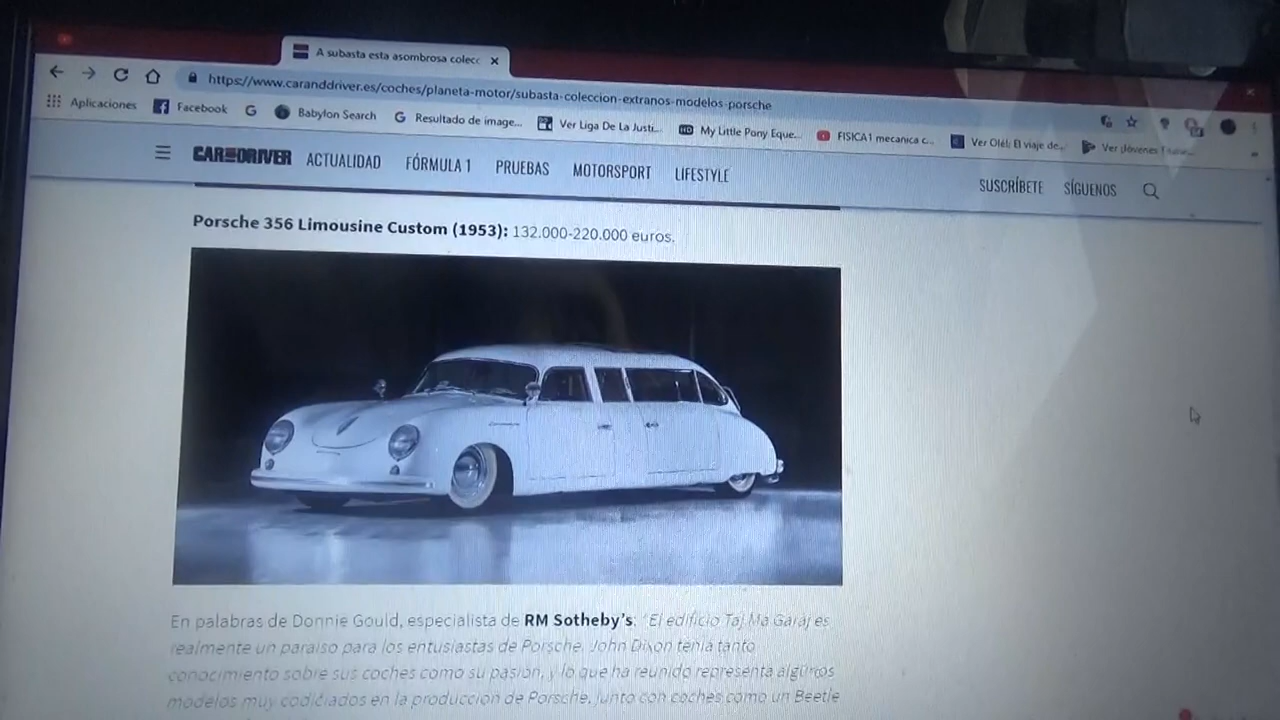 A subasta esta asombrosa colecc
https://www.caranddriver.es/coches/planeta-motor/subasta-coleccion-extranos-modelos-porsche
Aplicaciones Facebook Babylon Search Resultado de image... Ver Liga De La Justi... My Little Pony Eque... FISICA1 mecanica c... Ver Olé!: El viaje de... Ver Jóvenes
CAR AND DRIVER ACTUALIDAD FÓRMULA 1 PRUEBAS MOTORSPORT LIFESTYLE SUSCRÍBETE SÍGUENOS
Porsche 356 Limousine Custom (1953): 132.000-220.000 euros.
En palabras de Donnie Gould, especialista de RM Sotheby's: "El edificio Taj Ma Garaj es
realmente un paraíso para los entusiastas de Porsche. John Dixon tenía tanto
conocimiento sobre sus coches como su pasión, y lo que ha reunido representa algunos
modelos muy codiciados en la producción de Porsche, junto con coches como un Beetle